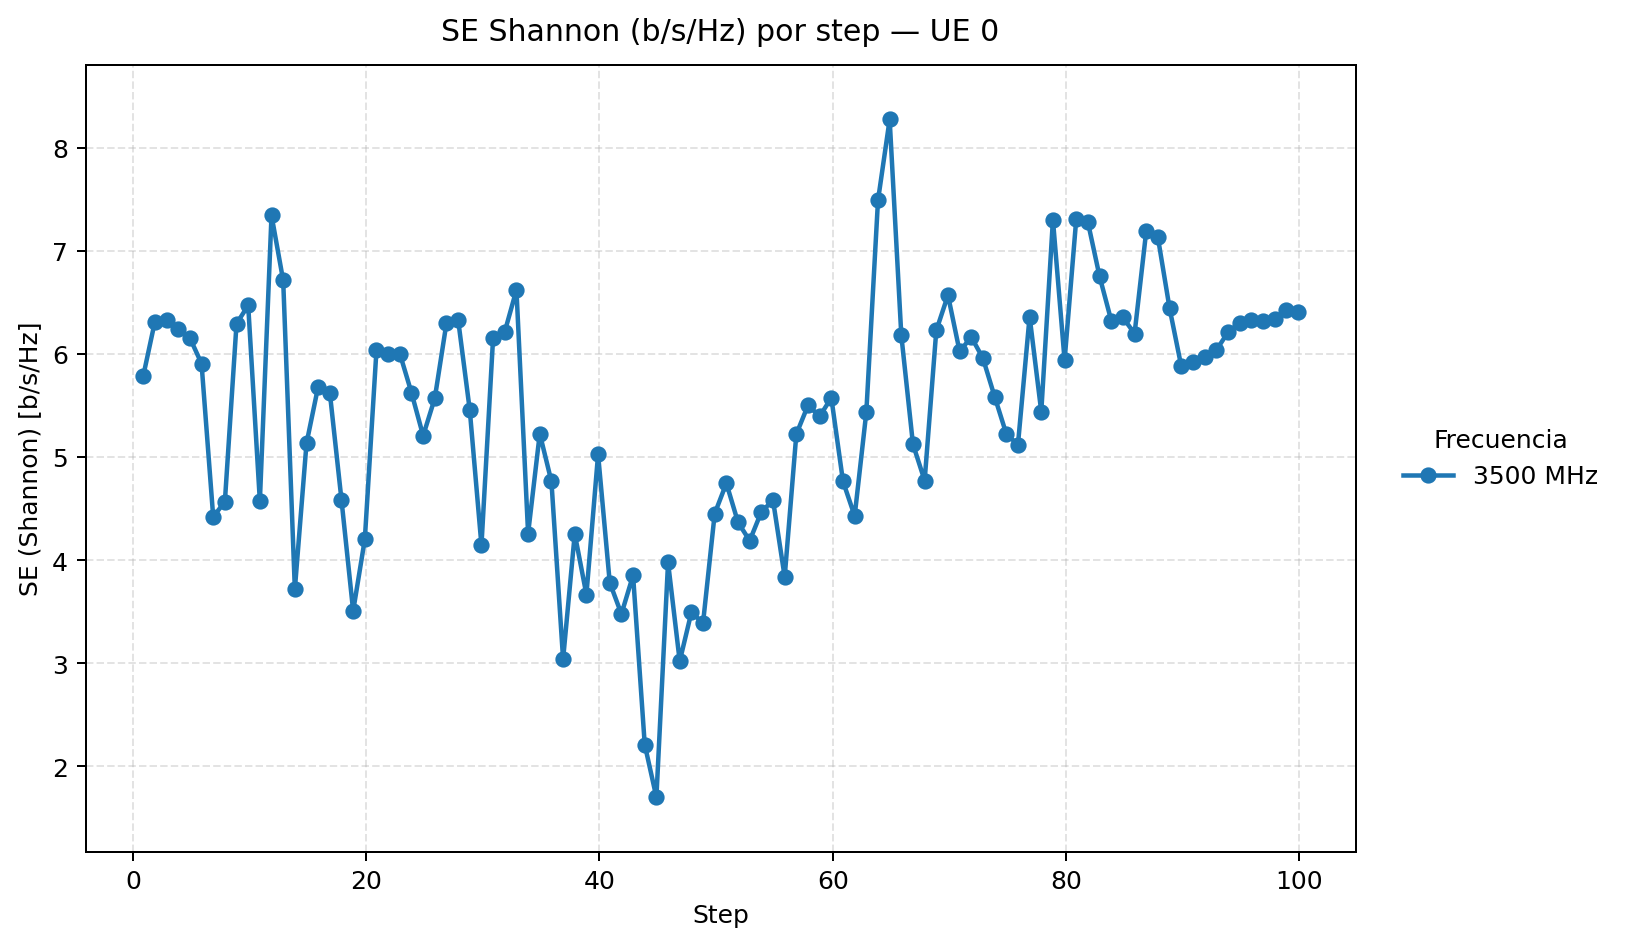 SE Shannon (b/s/Hz) por step — UE 0
SE (Shannon) [b/s/Hz]
8
7
6
5
4
3
2
0 20 40 60 80 100
Step
Frecuencia
3500 MHz